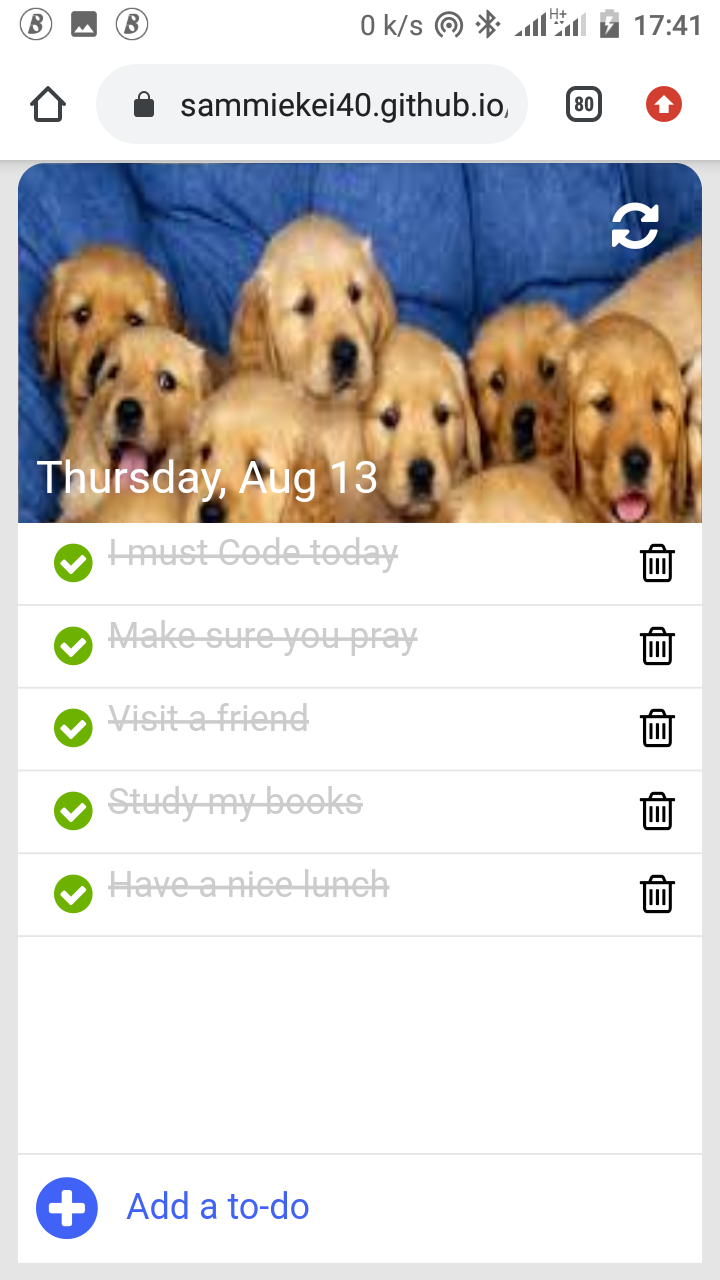 0 k/s H+ 17:41
sammiekei40.github.io/
80
Thursday, Aug 13
I must Code today
Make sure you pray
Visit a friend
Study my books
Have a nice lunch
Add a to-do